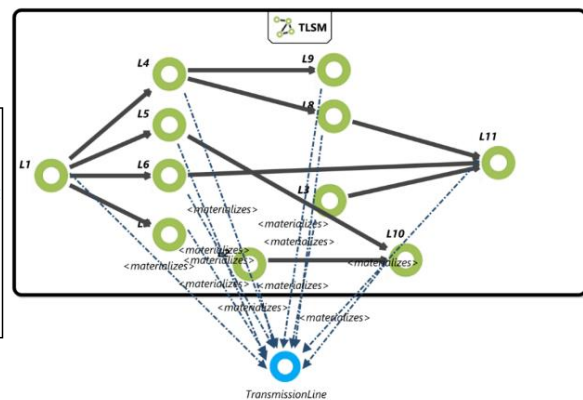 TLSM
L9
L4
L8
L5
L11
L1
L6
L3
<materializes>
<materializes>
L10
<materializes>
<materializes>
<materializes>
<materializes>
<materializes>
<materializes>
<materializes>
<materializes>
<materializes>
TransmissionLine